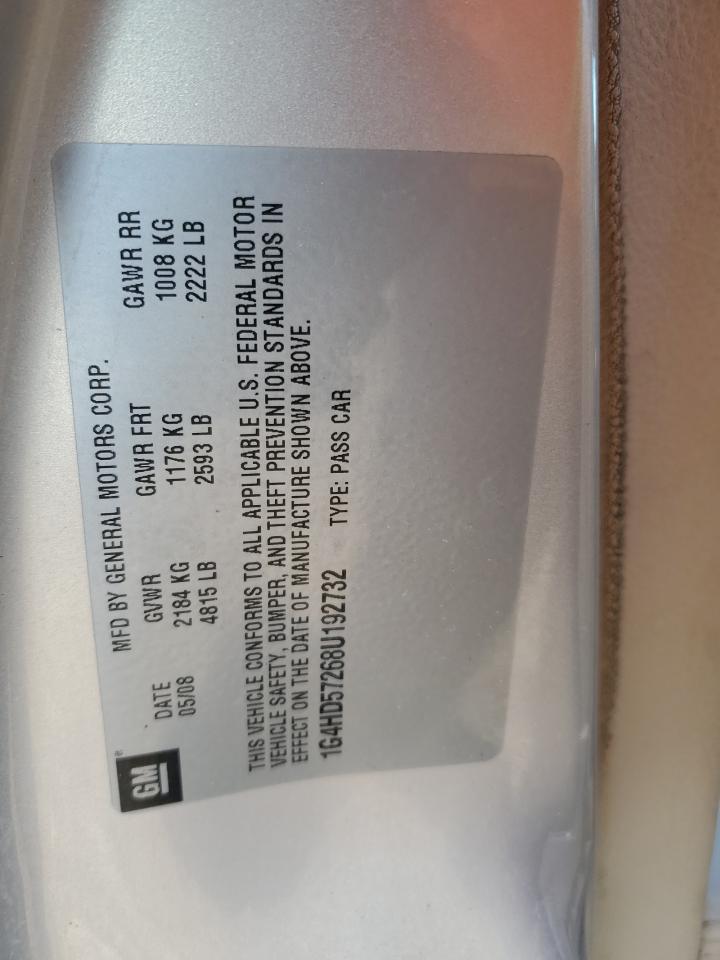 GM®
MFD BY GENERAL MOTORS CORP.
DATE GVWR GAWR FRT GAWR RR
05/08 2184 KG 1176 KG 1008 KG
4815 LB 2593 LB 2222 LB
THIS VEHICLE CONFORMS TO ALL APPLICABLE U.S. FEDERAL MOTOR
VEHICLE SAFETY, BUMPER, AND THEFT PREVENTION STANDARDS IN
EFFECT ON THE DATE OF MANUFACTURE SHOWN ABOVE.
1G4HD57268U192732 TYPE: PASS CAR